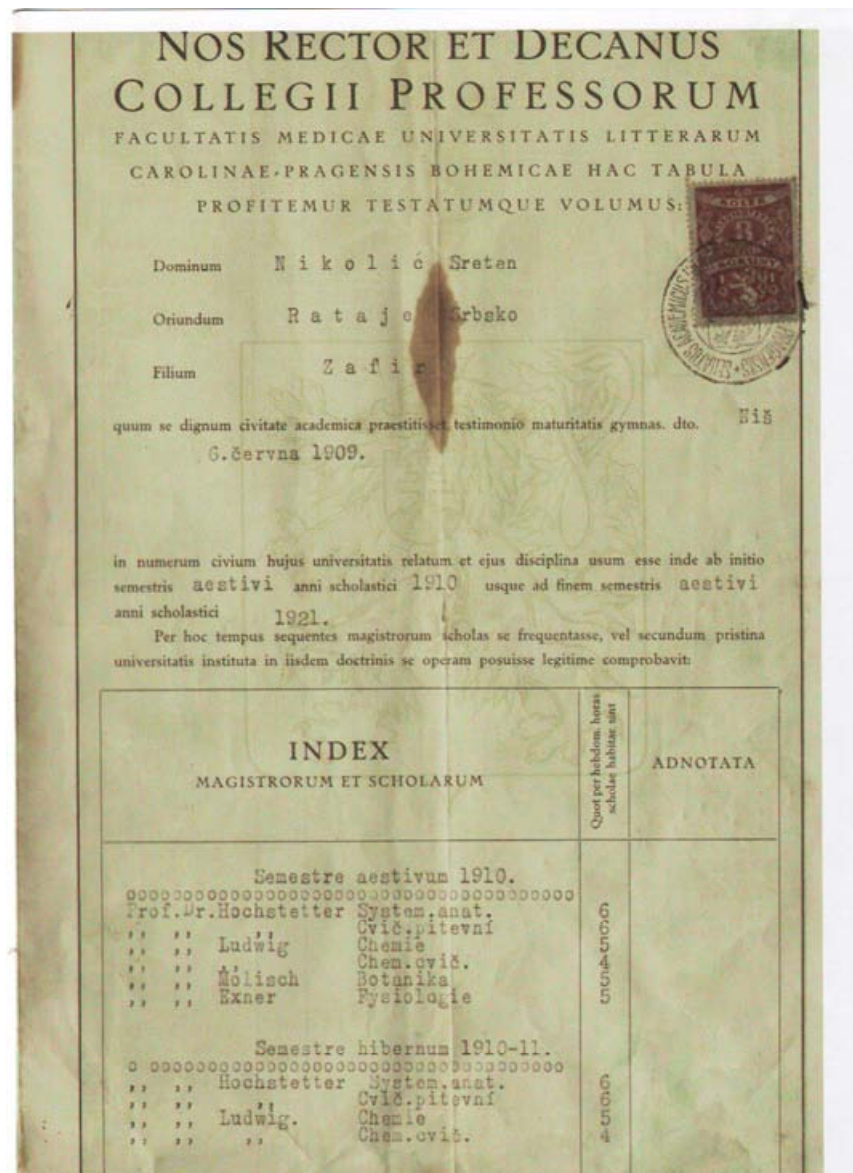 NOS RECTOR ET DECANUS
COLLEGII PROFESSORUM
FACULTATIS MEDICAE UNIVERSITATIS LITTERARUM
CAROLINAE-PRAGENSIS BOHEMICAE HAC TABULA
PROFITEMUR TESTATUMQUE VOLUMUS:
Dominum Nikolić Sreten
Oriundum Srbsko
Filium
quum se dignum civitate academica praestitisset testimonio maturitatis gymnas. dto. Niš
6.června 1909.
in numerum civium hujus universitatis relatum et ejus disciplina usum esse inde ab initio
semestris aestivi anni scholastici 1910 usque ad finem semestris aestivi
anni scholastici 1921.
Per hoc tempus sequentes magistrorum scholas se frequentasse, vel secundum pristina
universitatis instituta in iisdem doctrinis se operam posuisse legitime comprobavit:
INDEX
MAGISTRORUM ET SCHOLARUM
Quot per hebdom. horas
scholae habitae sint
ADNOTATA
Semestre aestivum 1910.
Prof.Dr.Hochstetter System.anat. 6
,, ,, ,, Cvič.pitevní 6
,, ,, Ludwig Chemie 5
,, ,, ,, Chem.cvič. 4
,, ,, Molisch Botanika 5
,, ,, Exner Fysiologie 5
Semestre hibernum 1910-11.
,, ,, Hochstetter System.anat. 6
,, ,, ,, Cvič.pitevní 6
,, ,, Ludwig. Chemie 5
,, ,, ,, Chem.cvič. 4